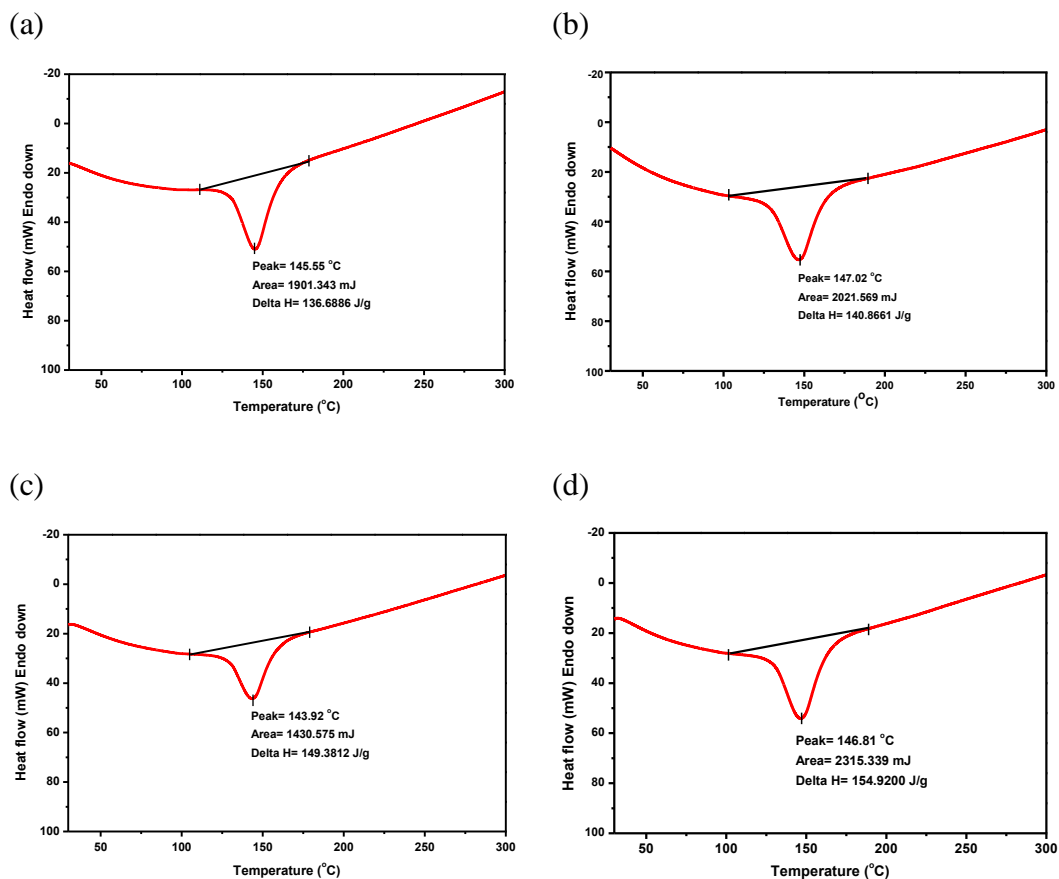 (a)
-20
0
20
40
60
80
100
Heat flow (mW) Endo down
Peak= 145.55 °C
Area= 1901.343 mJ
Delta H= 136.6886 J/g
50 100 150 200 250 300
Temperature (°C)
(b)
-20
0
20
40
60
80
100
Heat flow (mW) Endo down
Peak= 147.02 °C
Area= 2021.569 mJ
Delta H= 140.8661 J/g
50 100 150 200 250 300
Temperature (°C)
(c)
-20
0
20
40
60
80
100
Heat flow (mW) Endo down
Peak= 143.92 °C
Area= 1430.575 mJ
Delta H= 149.3812 J/g
50 100 150 200 250 300
Temperature (°C)
(d)
-20
0
20
40
60
80
100
Heat flow (mW) Endo down
Peak= 146.81 °C
Area= 2315.339 mJ
Delta H= 154.9200 J/g
50 100 150 200 250 300
Temperature (°C)